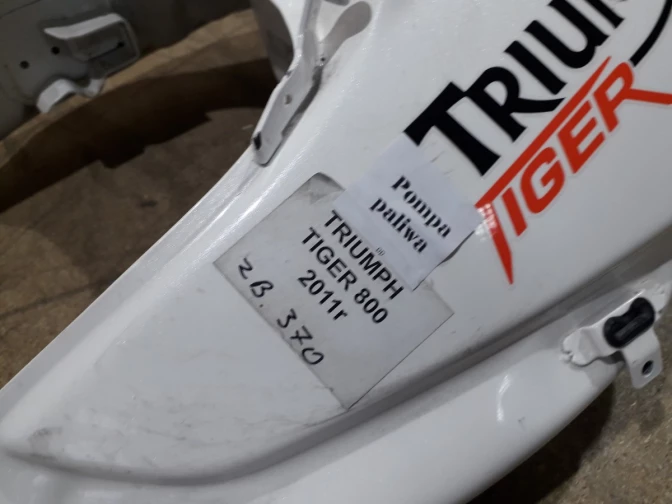 TRIUM
TIGER
Pompa
paliwa
TRIUMPH
TIGER 800
2011r
ZB. 370